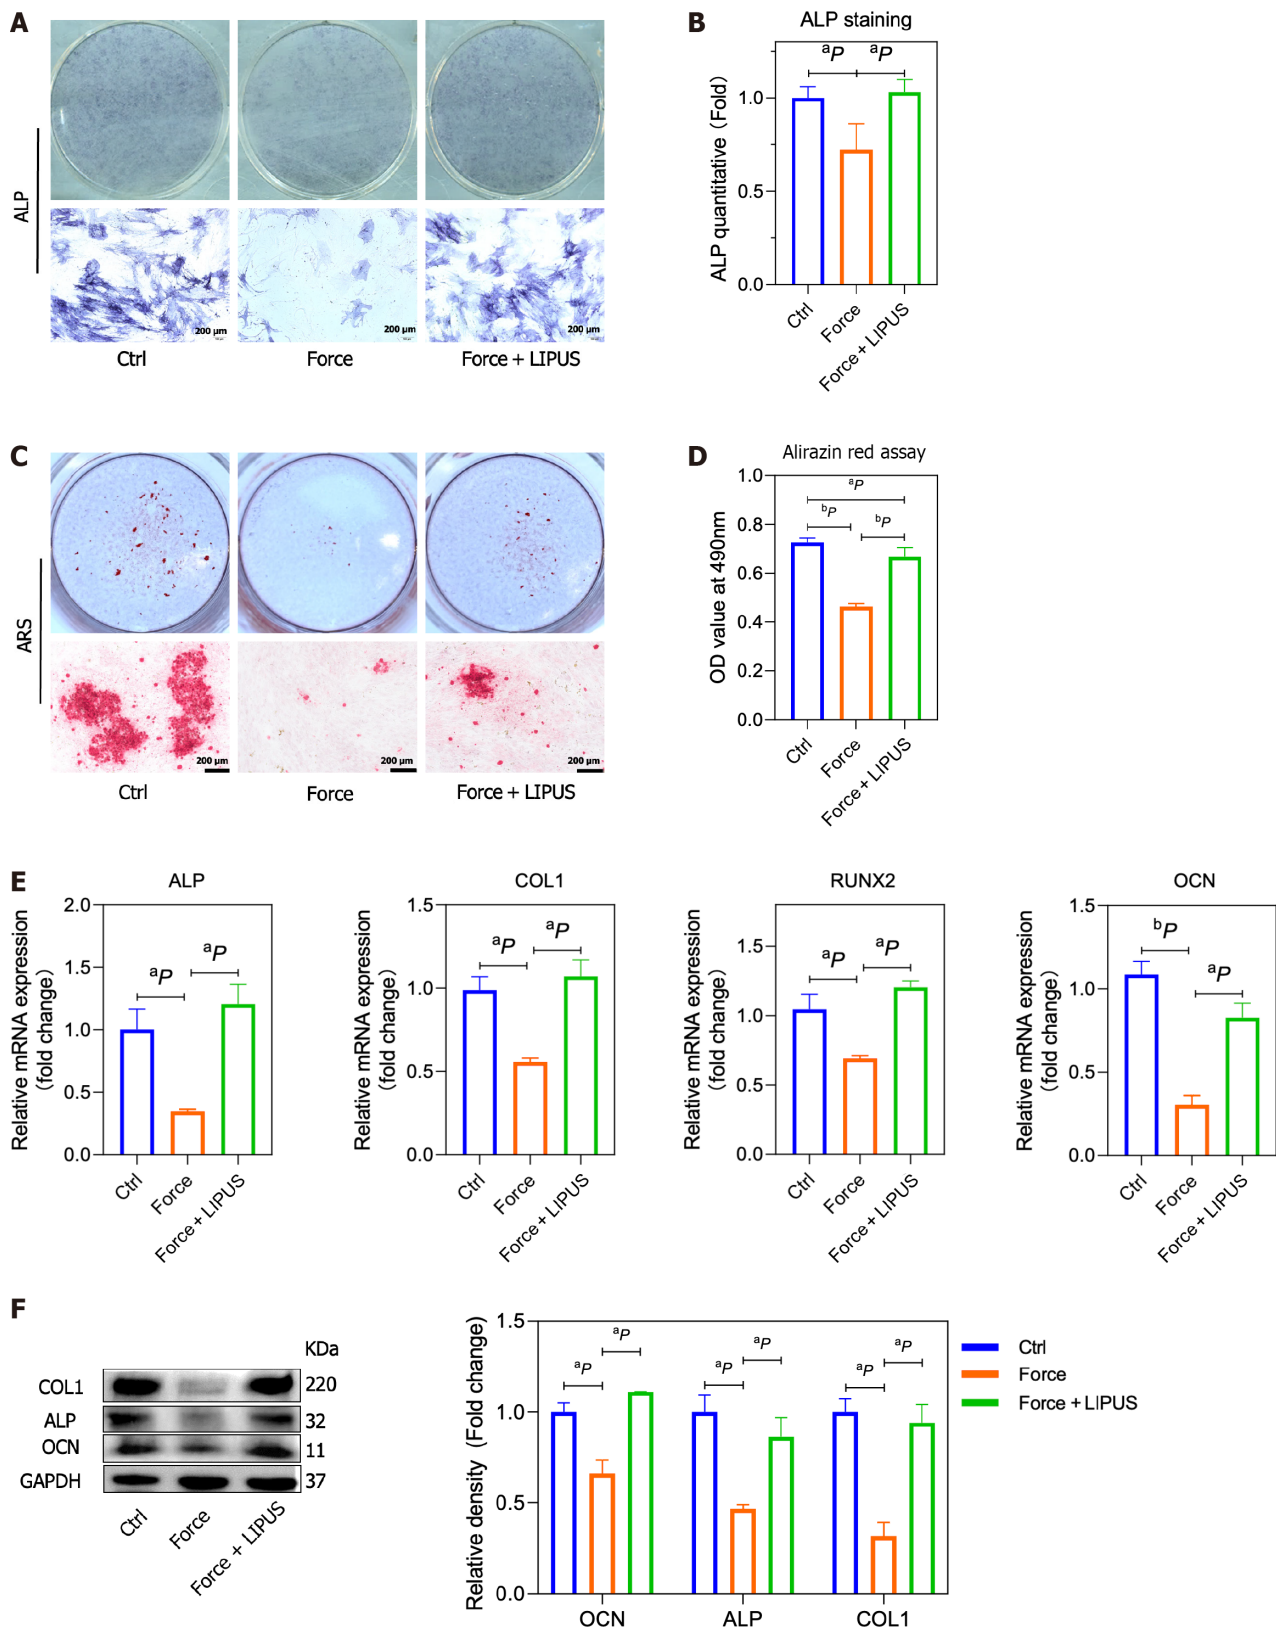 A
ALP
200 µm
200 µm
200 µm
Ctrl
Force
Force + LIPUS
B
ALP staining
ALP quantitative (Fold)
1.0
0.5
0.0
aP
aP
Ctrl
Force
Force + LIPUS
C
ARS
200 µm
200 µm
200 µm
Ctrl
Force
Force + LIPUS
D
Alirazin red assay
OD value at 490nm
1.0
0.8
0.6
0.4
0.2
0.0
aP
bP
bP
Ctrl
Force
Force + LIPUS
E
ALP
Relative mRNA expression
(fold change)
2.0
1.5
1.0
0.5
0.0
aP
aP
Ctrl
Force
Force + LIPUS
COL1
Relative mRNA expression
(fold change)
1.5
1.0
0.5
0.0
aP
aP
Ctrl
Force
Force + LIPUS
RUNX2
Relative mRNA expression
(fold change)
1.5
1.0
0.5
0.0
aP
aP
Ctrl
Force
Force + LIPUS
OCN
Relative mRNA expression
(fold change)
1.5
1.0
0.5
0.0
bP
aP
Ctrl
Force
Force + LIPUS
F
KDa
COL1 220
ALP 32
OCN 11
GAPDH 37
Ctrl
Force
Force + LIPUS
Relative density (Fold change)
1.5
1.0
0.5
0.0
aP
aP
aP
aP
aP
aP
OCN
ALP
COL1
Ctrl
Force
Force + LIPUS